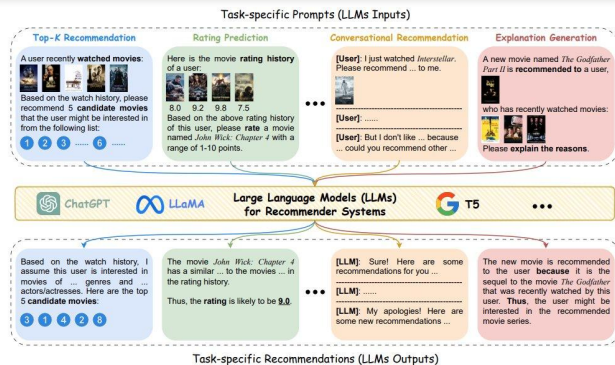 Task-specific Prompts (LLMs Inputs)
Top-K Recommendation
A user recently watched movies:
Based on the watch history, please
recommend 5 candidate movies
that the user might be interested in
from the following list:
1 2 3 ...... 6 ......
Rating Prediction
Here is the movie rating history
of a user:
8.0 9.2 9.8 7.5
Based on the above rating history
of this user, please rate a movie
named John Wick: Chapter 4 with
a range of 1-10 points.
Conversational Recommendation
[User]: I just watched Interstellar.
Please recommend ... to me.
[User]: ......
[User]: But I don't like ... because
... could you recommend other ...
Explanation Generation
A new movie named The Godfather
Part II is recommended to a user,
who has recently watched movies:
Please explain the reasons.
ChatGPT
LLaMA
Large Language Models (LLMs)
for Recommender Systems
T5
Based on the watch history, I
assume this user is interested in
movies of ... genres and ...
actors/actresses. Here are the top
5 candidate movies:
3 1 4 2 8
The movie John Wick: Chapter 4
has a similar ... to the movies ... in
the rating history.
Thus, the rating is likely to be 9.0.
[LLM]: Sure! Here are some
recommendations for you ...
[LLM]: ......
[LLM]: My apologies! Here are
some new recommendations ...
The new movie is recommended
to the user because it is the
sequel to the movie The Godfather
that was recently watched by this
user. Thus, the user might be
interested in the recommended
movie series.
Task-specific Recommendations (LLMs Outputs)